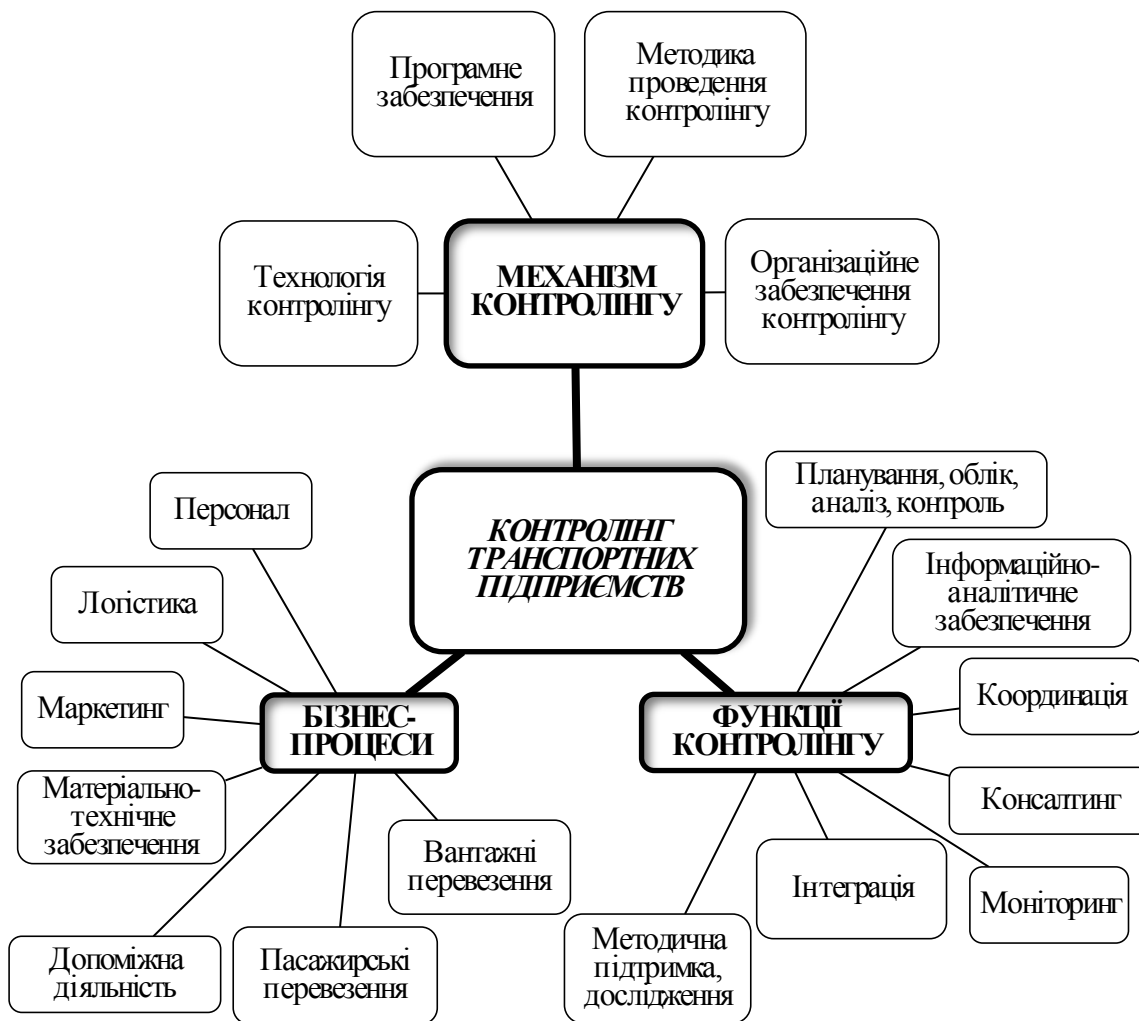 Програмне
забезпечення
Методика
проведення
контролінгу
Технологія
контролінгу
МЕХАНІЗМ
КОНТРОЛІНГУ
Організаційне
забезпечення
контролінгу
КОНТРОЛІНГ
ТРАНСПОРТНИХ
ПІДПРИЄМСТВ
Персонал
Логістика
Маркетинг
БІЗНЕС-
ПРОЦЕСИ
Матеріально-
технічне
забезпечення
Допоміжна
діяльність
Пасажирські
перевезення
Вантажні
перевезення
Планування, облік,
аналіз, контроль
Інформаційно-
аналітичне
забезпечення
Координація
ФУНКЦІЇ
КОНТРОЛІНГУ
Консалтинг
Моніторинг
Інтеграція
Методична
підтримка,
дослідження